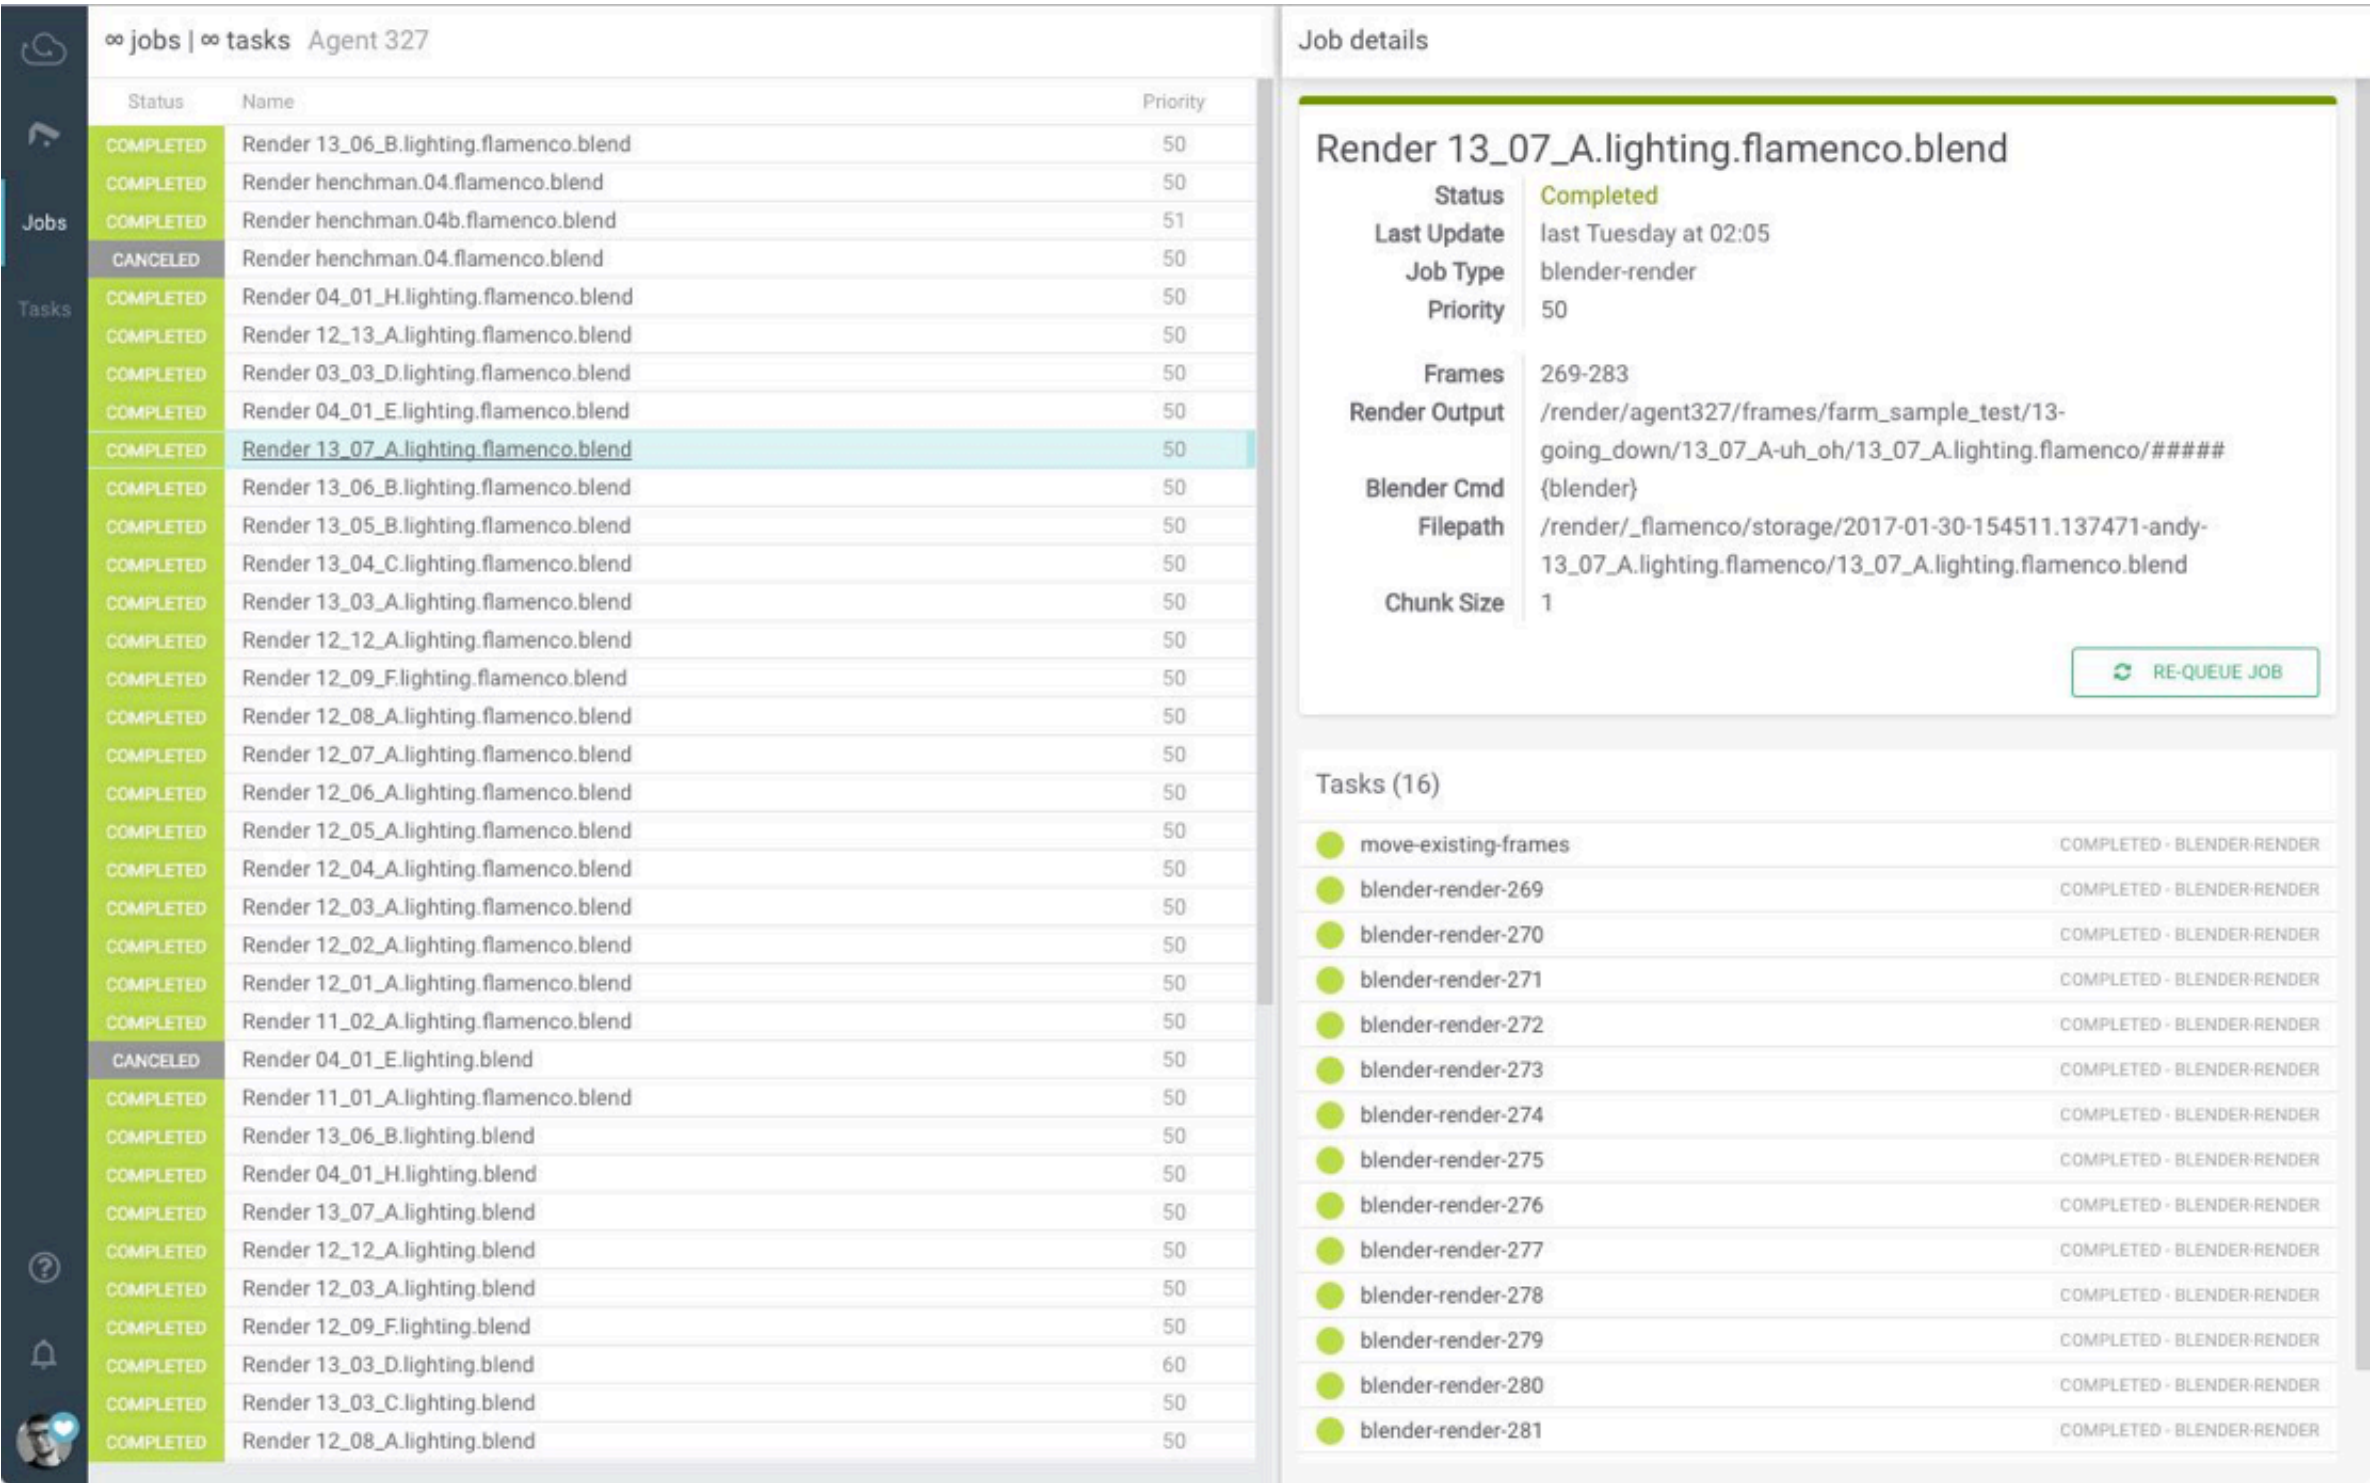 ∞ jobs | ∞ tasks Agent 327
Jobs
Tasks
Status Name Priority
COMPLETED Render 13_06_B.lighting.flamenco.blend 50
COMPLETED Render henchman.04.flamenco.blend 50
COMPLETED Render henchman.04b.flamenco.blend 51
CANCELED Render henchman.04.flamenco.blend 50
COMPLETED Render 04_01_H.lighting.flamenco.blend 50
COMPLETED Render 12_13_A.lighting.flamenco.blend 50
COMPLETED Render 03_03_D.lighting.flamenco.blend 50
COMPLETED Render 04_01_E.lighting.flamenco.blend 50
COMPLETED Render 13_07_A.lighting.flamenco.blend 50
COMPLETED Render 13_06_B.lighting.flamenco.blend 50
COMPLETED Render 13_05_B.lighting.flamenco.blend 50
COMPLETED Render 13_04_C.lighting.flamenco.blend 50
COMPLETED Render 13_03_A.lighting.flamenco.blend 50
COMPLETED Render 12_12_A.lighting.flamenco.blend 50
COMPLETED Render 12_09_F.lighting.flamenco.blend 50
COMPLETED Render 12_08_A.lighting.flamenco.blend 50
COMPLETED Render 12_07_A.lighting.flamenco.blend 50
COMPLETED Render 12_06_A.lighting.flamenco.blend 50
COMPLETED Render 12_05_A.lighting.flamenco.blend 50
COMPLETED Render 12_04_A.lighting.flamenco.blend 50
COMPLETED Render 12_03_A.lighting.flamenco.blend 50
COMPLETED Render 12_02_A.lighting.flamenco.blend 50
COMPLETED Render 12_01_A.lighting.flamenco.blend 50
COMPLETED Render 11_02_A.lighting.flamenco.blend 50
CANCELED Render 04_01_E.lighting.blend 50
COMPLETED Render 11_01_A.lighting.flamenco.blend 50
COMPLETED Render 13_06_B.lighting.blend 50
COMPLETED Render 04_01_H.lighting.blend 50
COMPLETED Render 13_07_A.lighting.blend 50
COMPLETED Render 12_12_A.lighting.blend 50
COMPLETED Render 12_03_A.lighting.blend 50
COMPLETED Render 12_09_F.lighting.blend 50
COMPLETED Render 13_03_D.lighting.blend 60
COMPLETED Render 13_03_C.lighting.blend 50
COMPLETED Render 12_08_A.lighting.blend 50
Job details
Render 13_07_A.lighting.flamenco.blend
Status Completed
Last Update last Tuesday at 02:05
Job Type blender-render
Priority 50
Frames 269-283
Render Output /render/agent327/frames/farm_sample_test/13-
going_down/13_07_A-uh_oh/13_07_A.lighting.flamenco/#####
Blender Cmd {blender}
Filepath /render/_flamenco/storage/2017-01-30-154511.137471-andy-
13_07_A.lighting.flamenco/13_07_A.lighting.flamenco.blend
Chunk Size 1
RE-QUEUE JOB
Tasks (16)
move-existing-frames COMPLETED - BLENDER-RENDER
blender-render-269 COMPLETED - BLENDER-RENDER
blender-render-270 COMPLETED - BLENDER-RENDER
blender-render-271 COMPLETED - BLENDER-RENDER
blender-render-272 COMPLETED - BLENDER-RENDER
blender-render-273 COMPLETED - BLENDER-RENDER
blender-render-274 COMPLETED - BLENDER-RENDER
blender-render-275 COMPLETED - BLENDER-RENDER
blender-render-276 COMPLETED - BLENDER-RENDER
blender-render-277 COMPLETED - BLENDER-RENDER
blender-render-278 COMPLETED - BLENDER-RENDER
blender-render-279 COMPLETED - BLENDER-RENDER
blender-render-280 COMPLETED - BLENDER-RENDER
blender-render-281 COMPLETED - BLENDER-RENDER